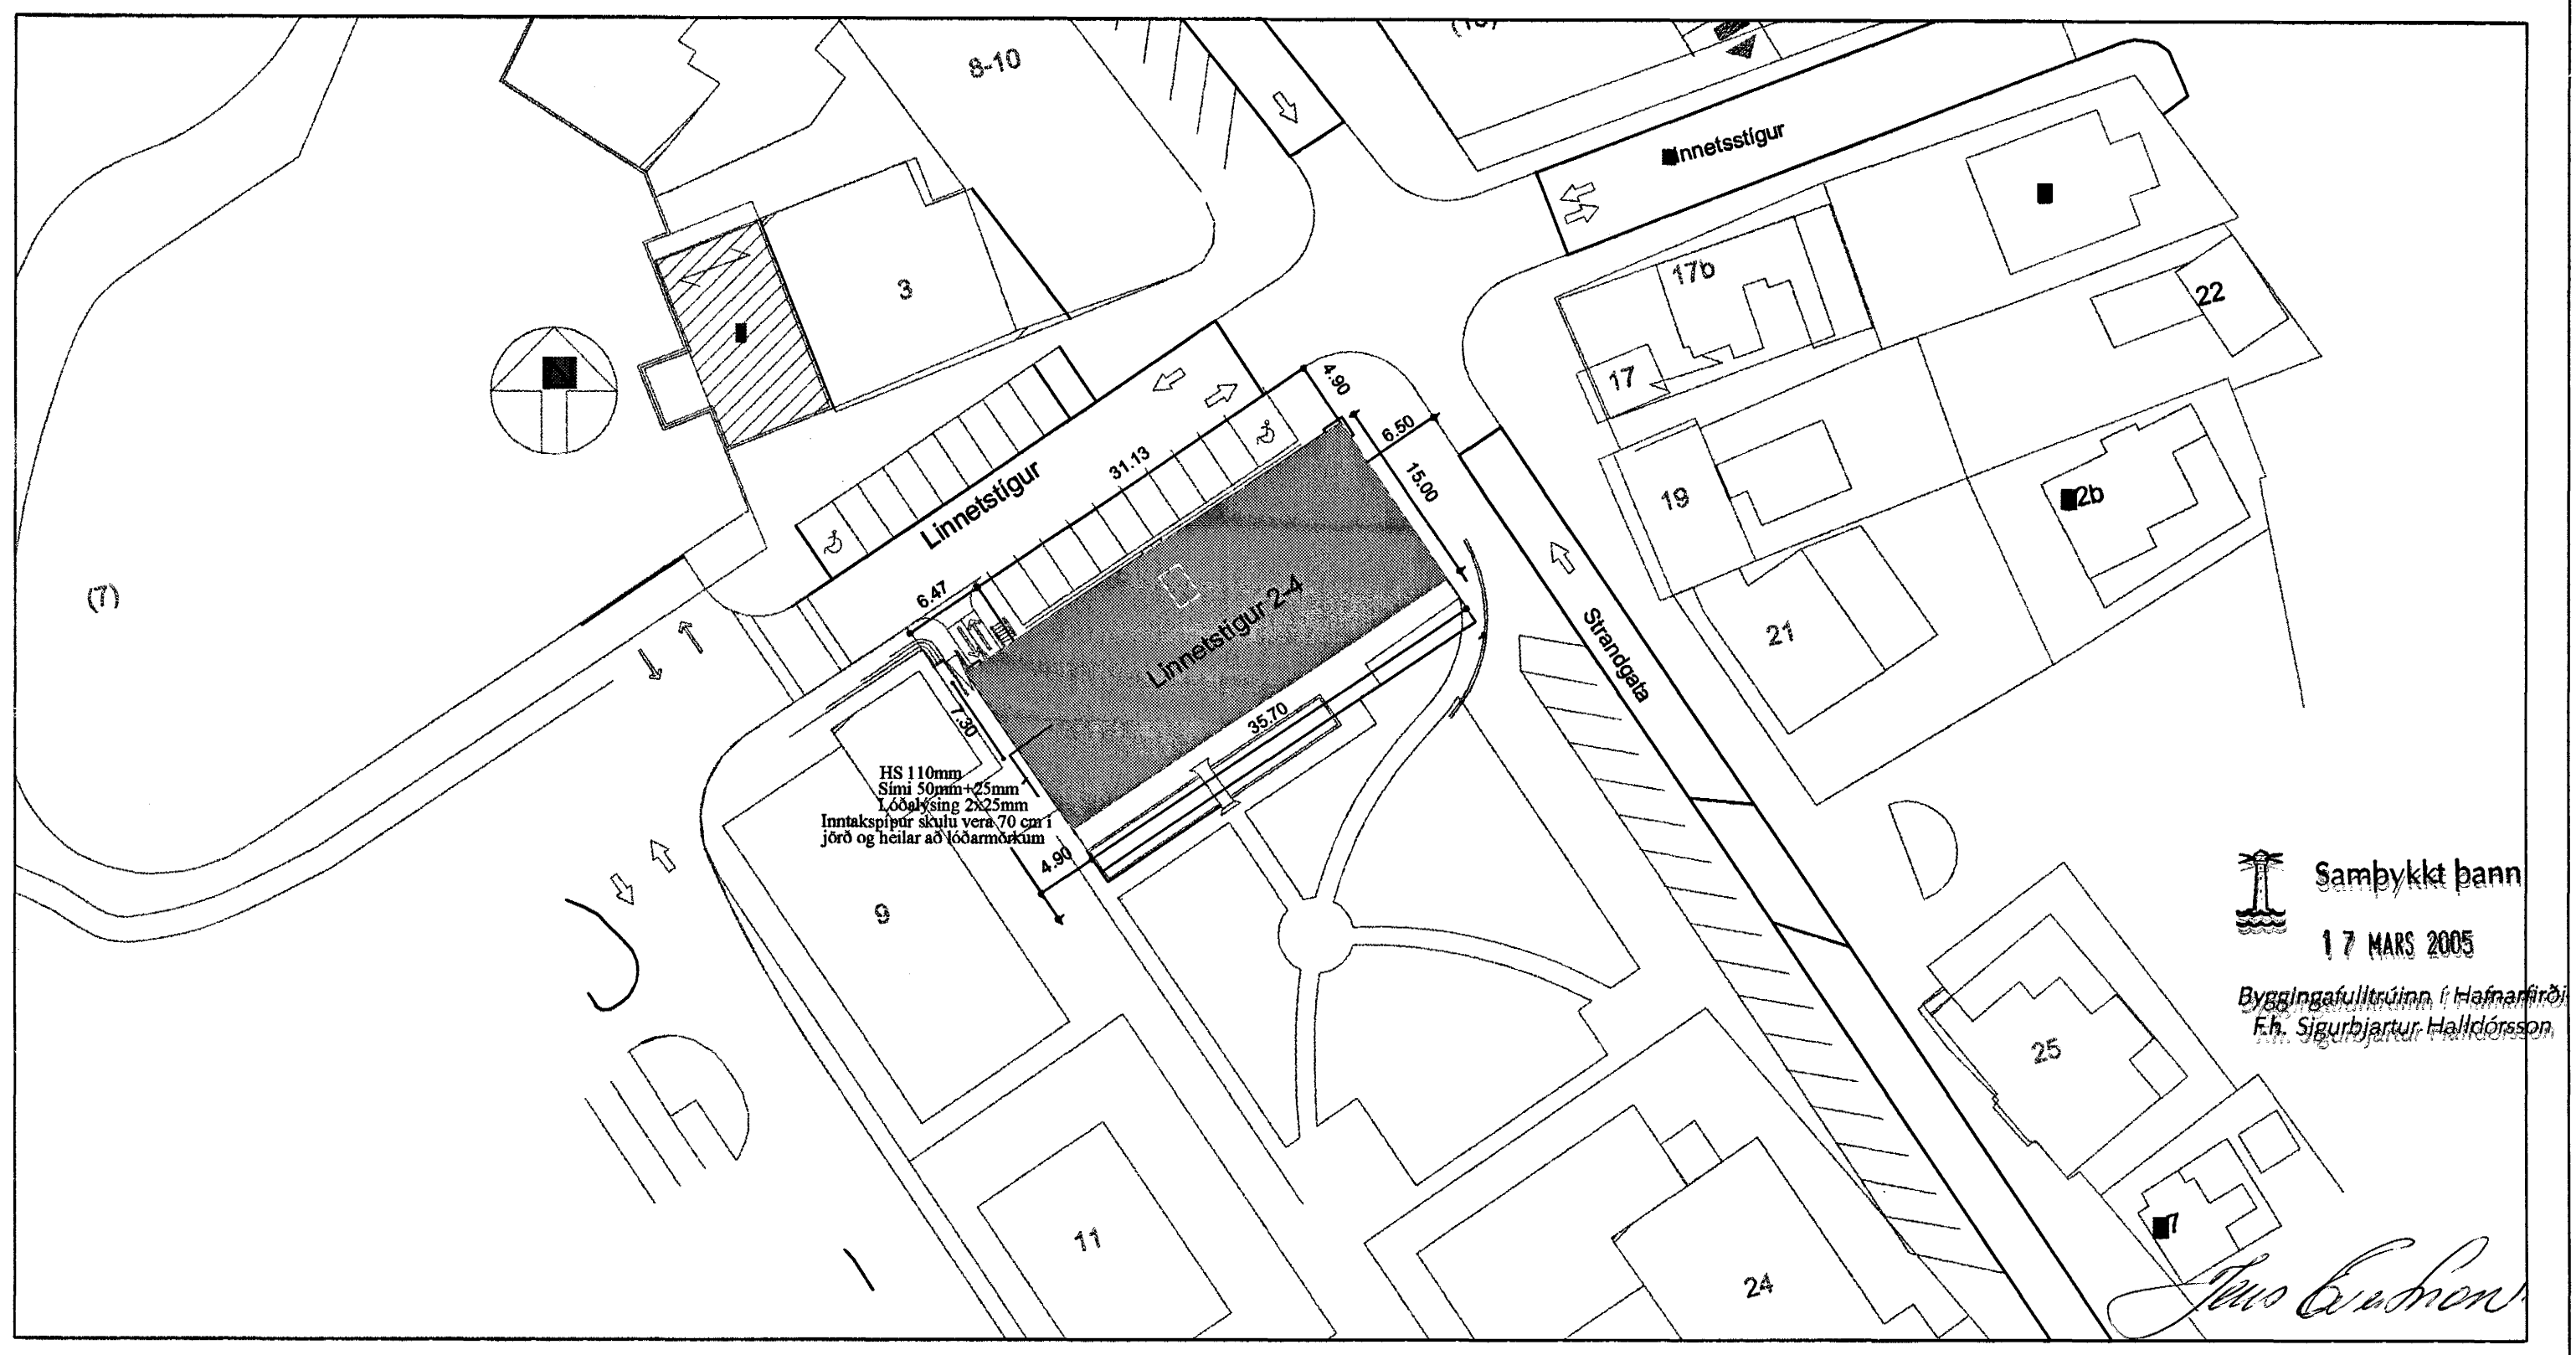 8-10
Linnetsstígur
3
17b
22
17
4.90
6.50
31.13
15.00
19
2b
Linnetstígur
(7)
6.47
Linnetstígur 2-4
Strandgata
21
7.30
35.70
HS 110mm
Sími 50mm+25mm
Lóðalýsing 2x25mm
Inntakspípur skulu vera 70 cm í
jörð og heilar að lóðarmörkum
4.90
9
Samþykkt þann
17 MARS 2005
Byggingafulltrúinn í Hafnarfirði
F.h. Sigurbjartur Halldórsson
25
11
7
24